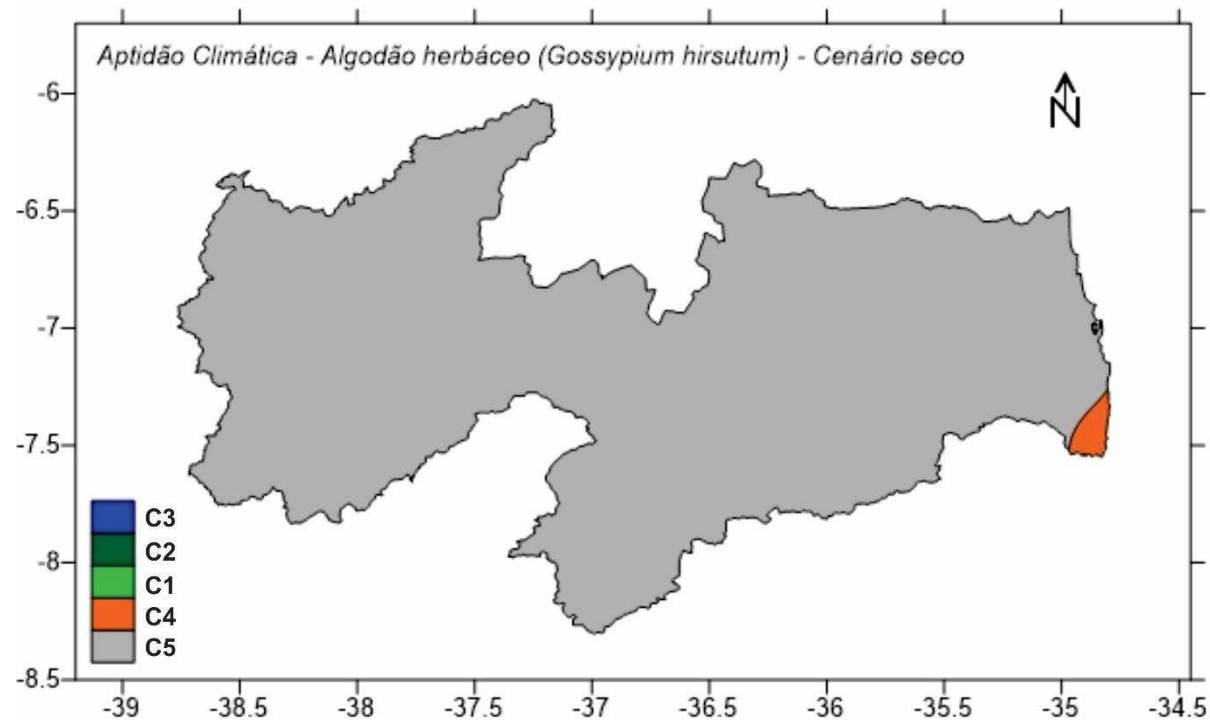 Aptidão Climática - Algodão herbáceo (Gossypium hirsutum) - Cenário seco
N
-6
-6.5
-7
-7.5
-8
-8.5
C3
C2
C1
C4
C5
-39 -38.5 -38 -37.5 -37 -36.5 -36 -35.5 -35 -34.5